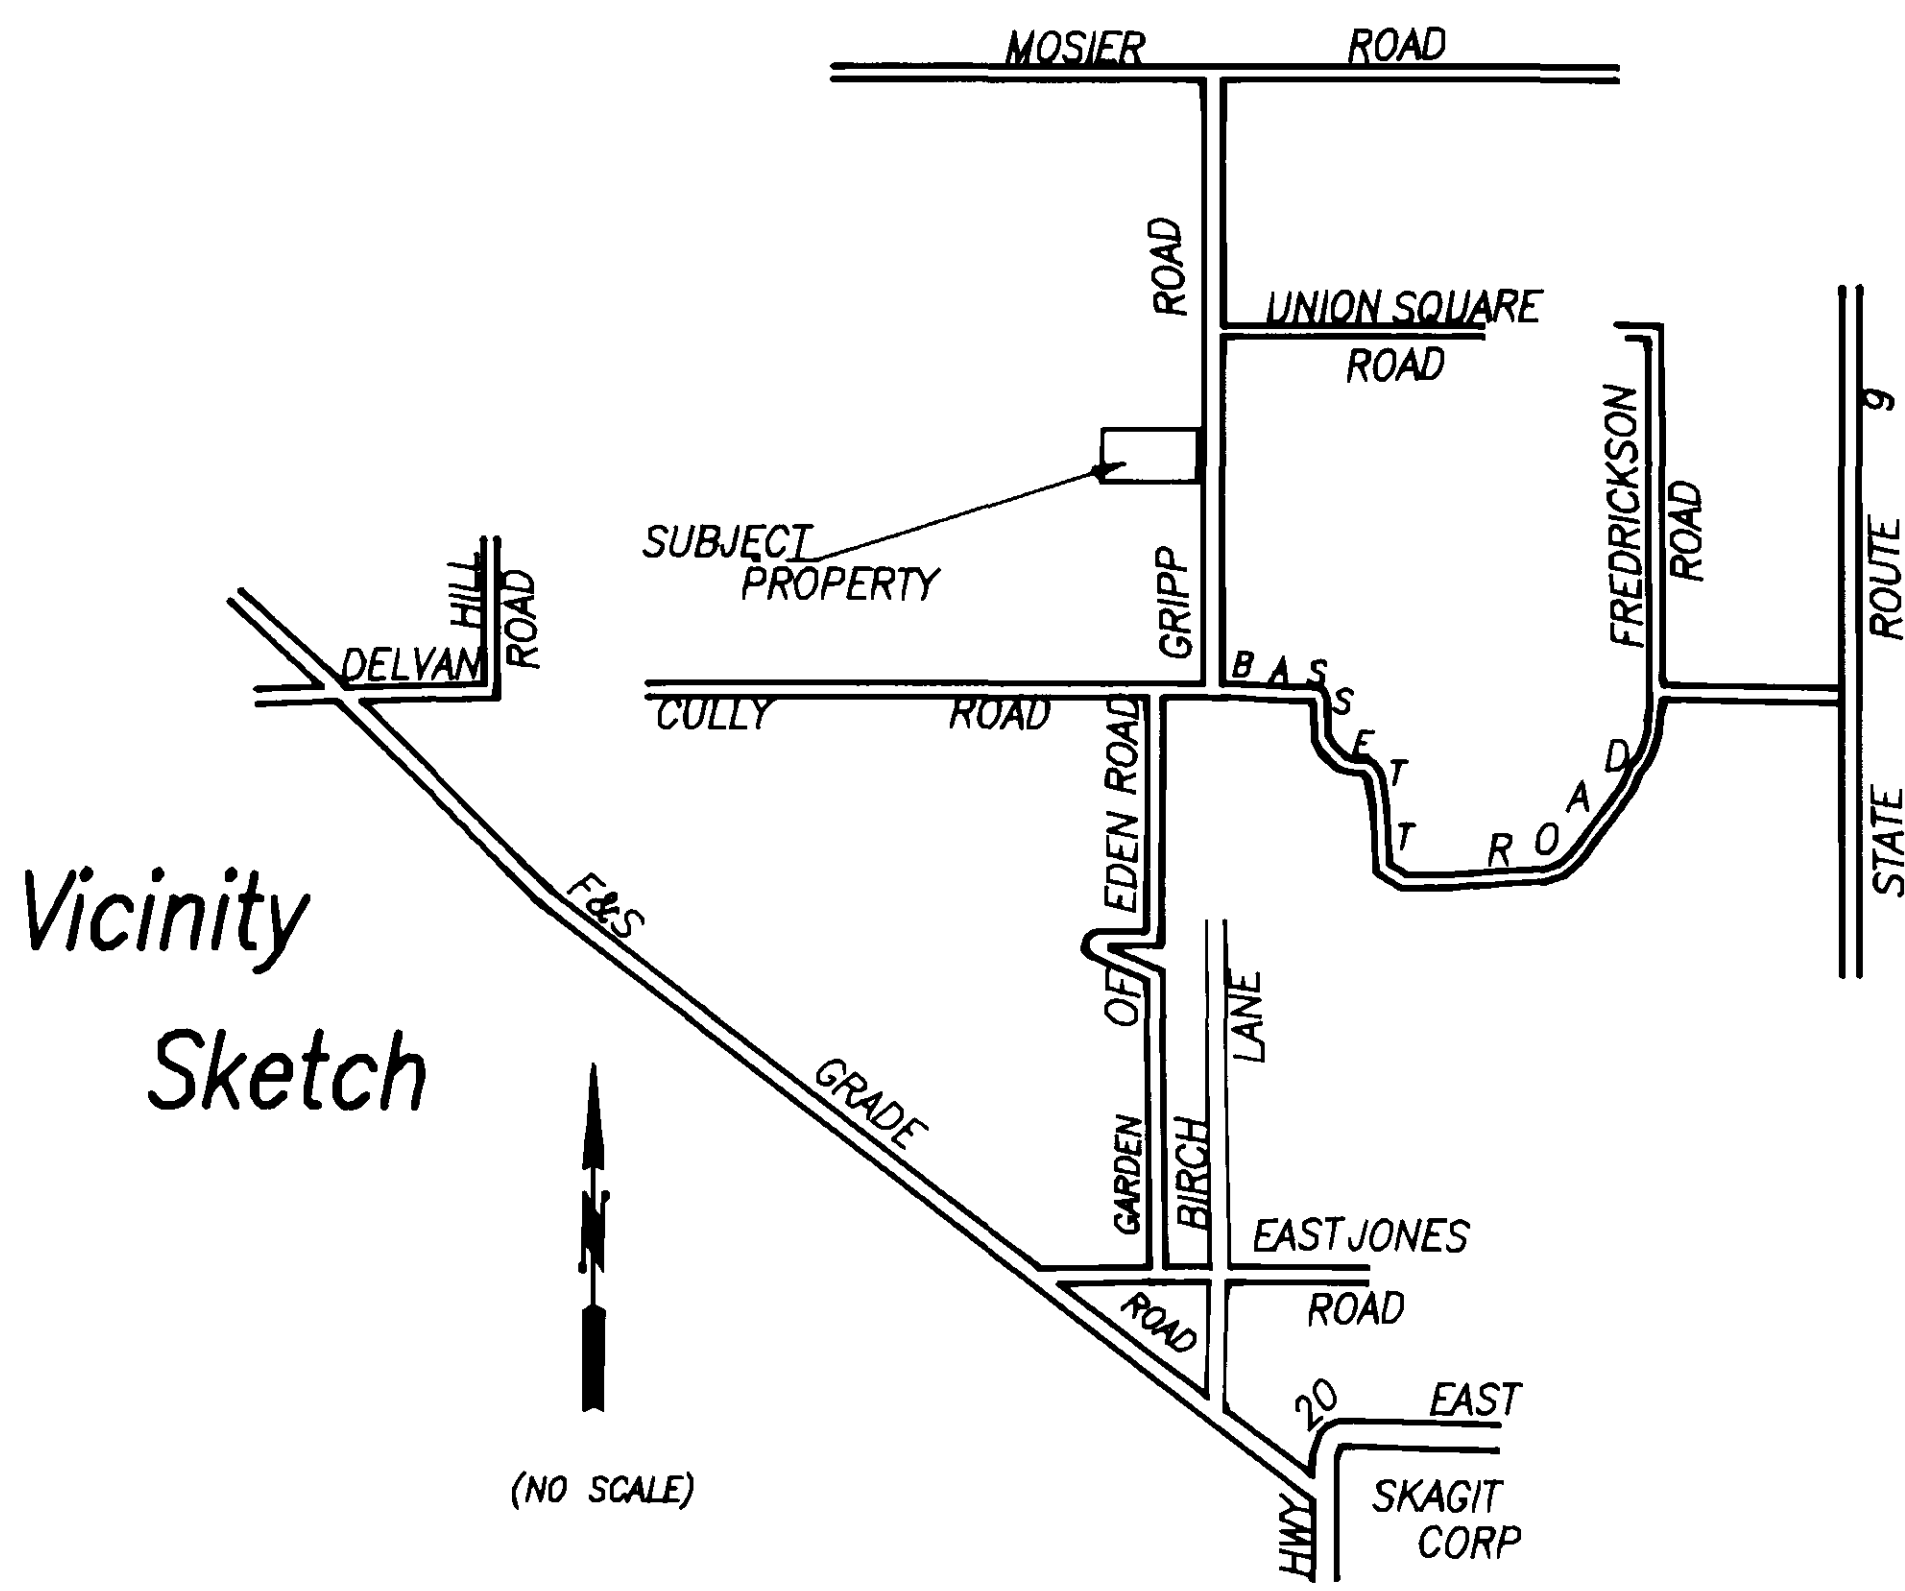 MOSIER ROAD
GRIPP ROAD
UNION SQUARE
ROAD
FREDRICKSON
ROAD
STATE ROUTE 9
SUBJECT
PROPERTY
DELVAN HILL
ROAD
CULLY ROAD
BASSETT ROAD
GARDEN OF EDEN ROAD
BIRCH LANE
F&S GRADE ROAD
Vicinity
Sketch
N
(NO SCALE)
EAST JONES
ROAD
HWY 20 EAST
SKAGIT
CORP